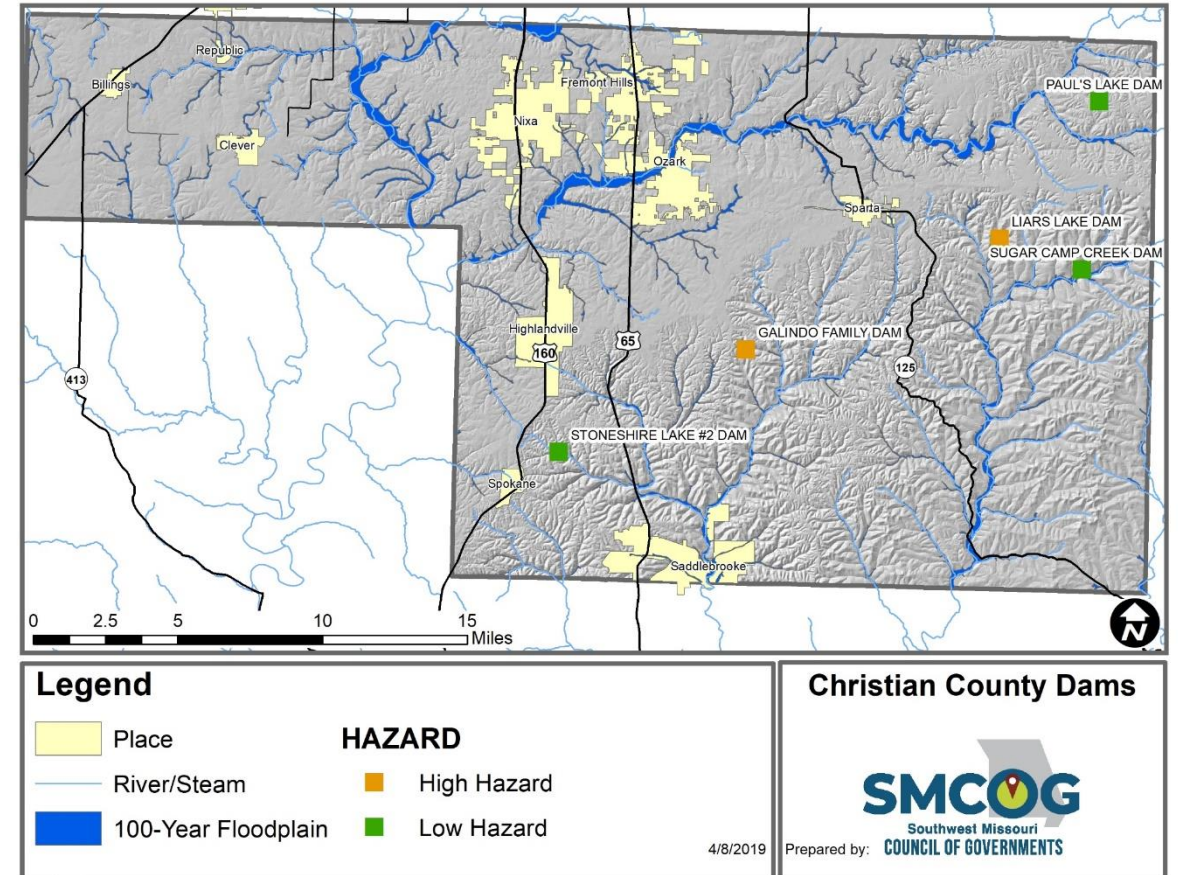 Republic
Billings
Fremont Hills
PAUL'S LAKE DAM
Nixa
Clever
Ozark
Sparta
LIARS LAKE DAM
SUGAR CAMP CREEK DAM
Highlandville
GALINDO FAMILY DAM
160
65
125
413
STONESHIRE LAKE #2 DAM
Spokane
Saddlebrooke
0 2.5 5 10 15
Miles
N
Legend
Place
River/Steam
100-Year Floodplain
HAZARD
High Hazard
Low Hazard
4/8/2019
Christian County Dams
SMCOG
Southwest Missouri
COUNCIL OF GOVERNMENTS
Prepared by: